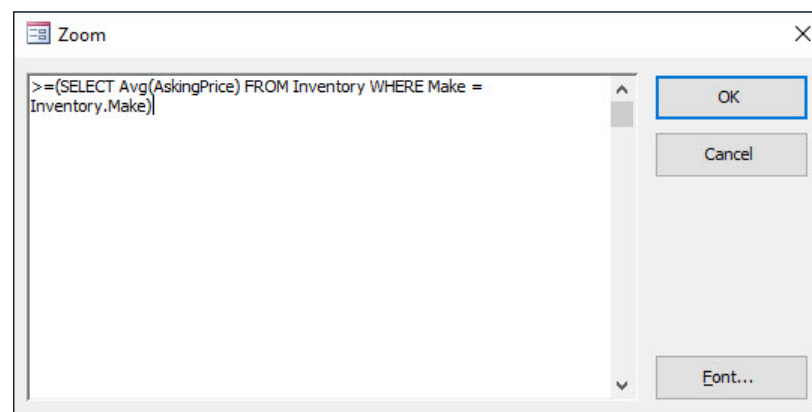 Zoom
>=(SELECT Avg(AskingPrice) FROM Inventory WHERE Make =
Inventory.Make)
OK
Cancel
Font...